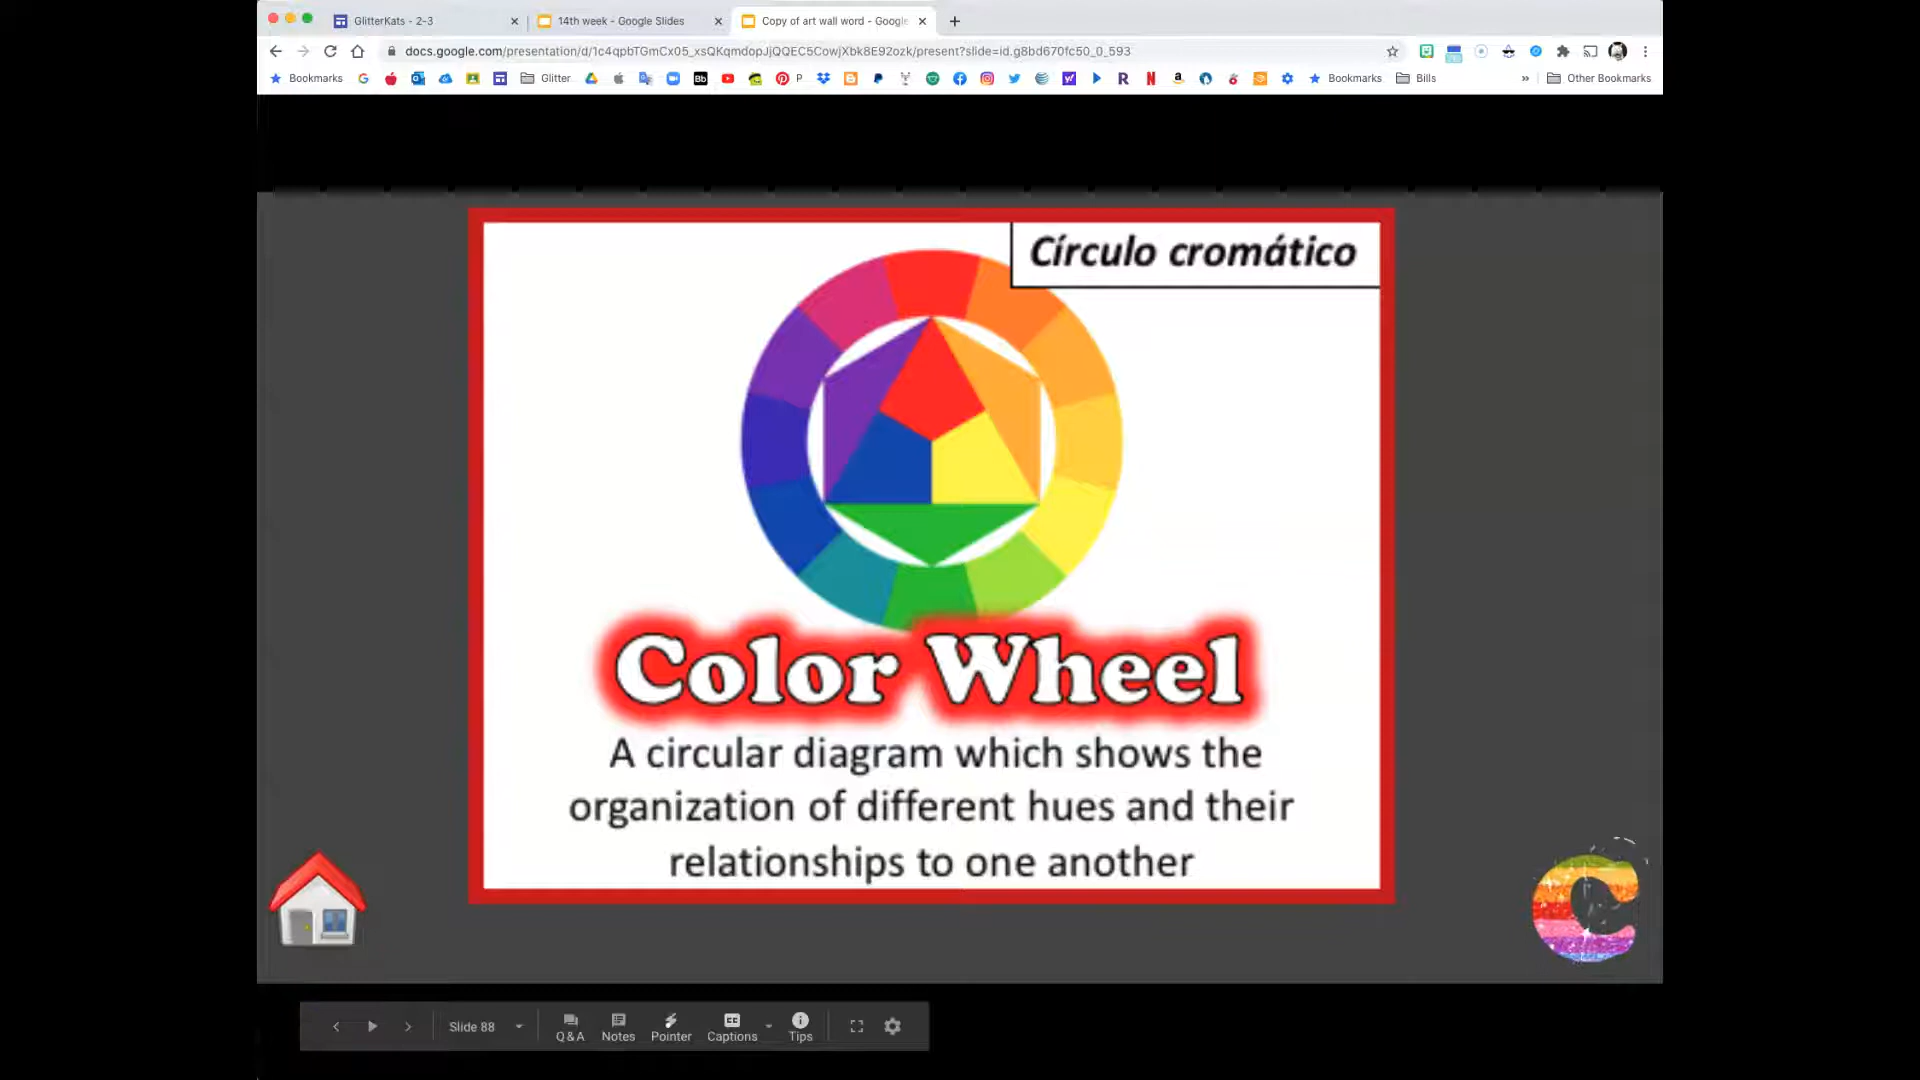 GlitterKats - 2-3
14th week - Google Slides
Copy of art wall word - Google
docs.google.com/presentation/d/1c4qpbTGmCx05_xsQKqmdopJjQQEC5CowjXbk8E92ozk/present?slide=id.g8bd670fc50_0_593
Bookmarks
Glitter
P
Bookmarks
Bills
Other Bookmarks
Círculo cromático
Color Wheel
A circular diagram which shows the
organization of different hues and their
relationships to one another
C
Slide 88
Q&A
Notes
Pointer
Captions
Tips